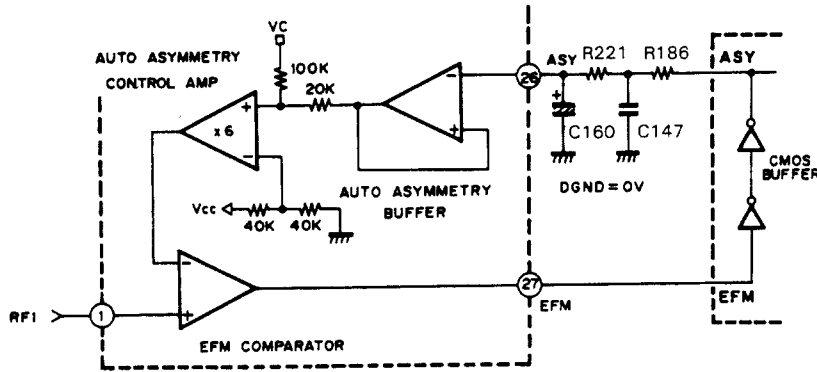 VC
AUTO ASYMMETRY
CONTROL AMP
100K
20K
+
x 6
−
−
+
26
ASY
R221
R186
ASY
+
C160
C147
CMOS
BUFFER
DGND = 0V
AUTO ASYMMETRY
BUFFER
Vcc
40K
40K
−
+
RF1
1
27
EFM
EFM
EFM COMPARATOR